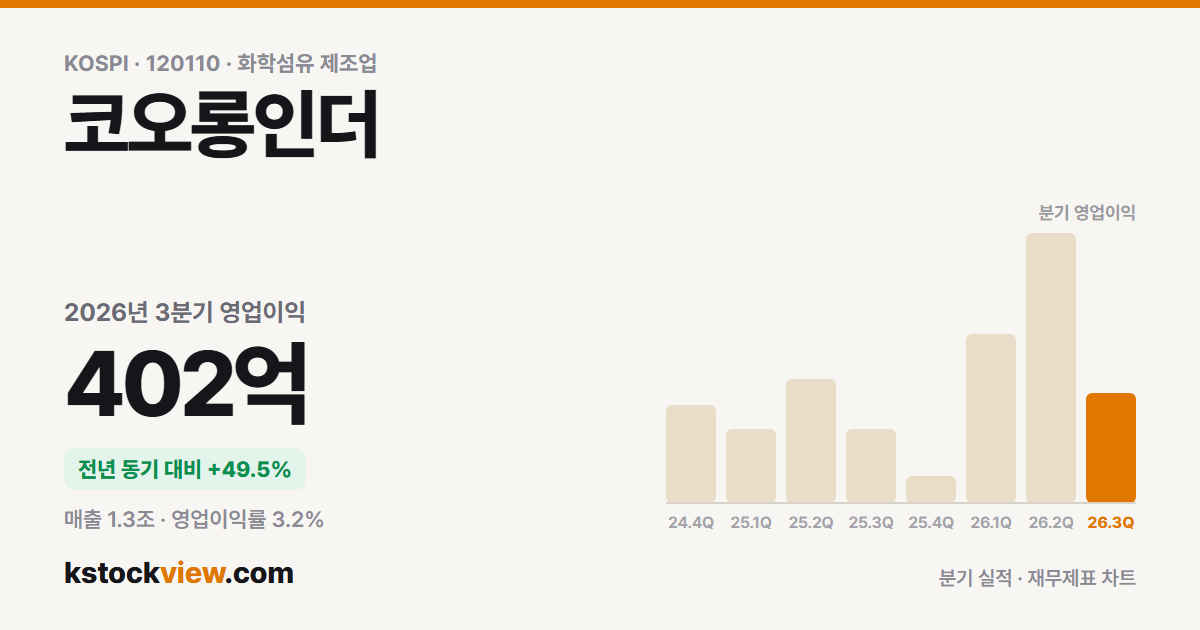 KOSPI · 120110 · 화학섬유 제조업
코오롱인더
분기 영업이익
2026년 3분기 영업이익
402억
전년 동기 대비 +49.5%
매출 1.3조 · 영업이익률 3.2%
24.4Q 25.1Q 25.2Q 25.3Q 25.4Q 26.1Q 26.2Q 26.3Q
kstockview.com
분기 실적 · 재무제표 차트